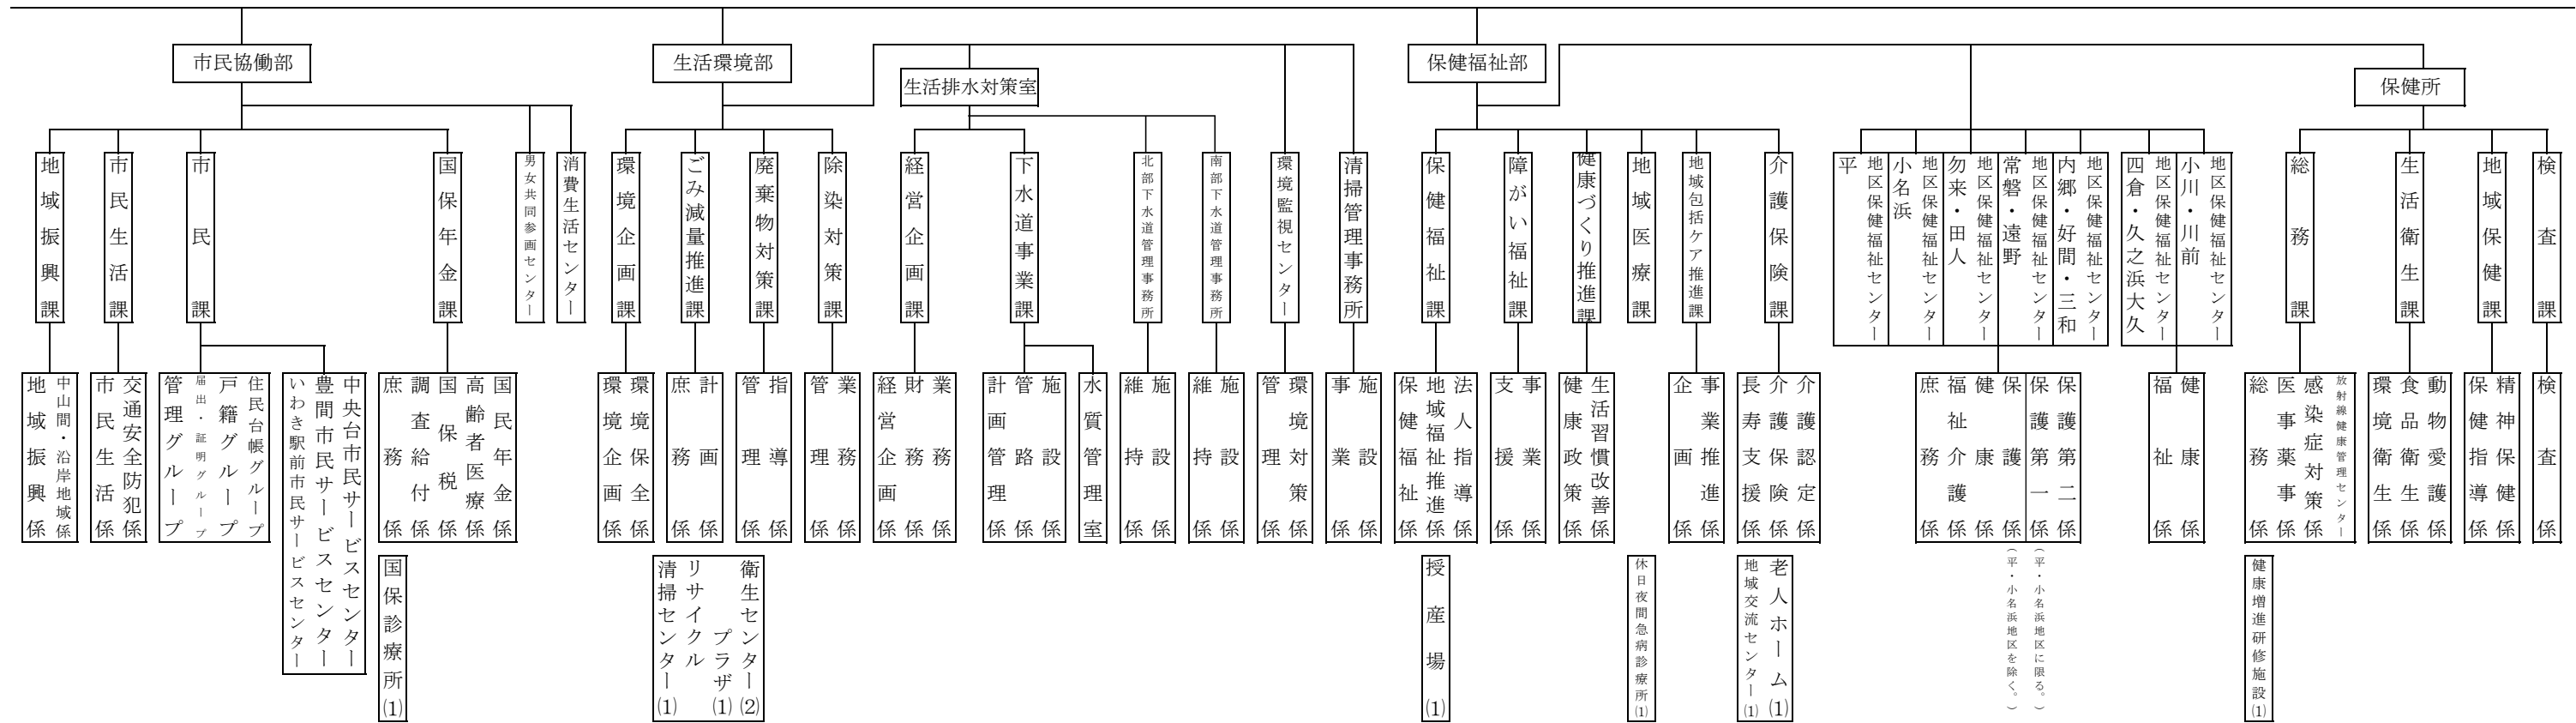 市民協働部
生活環境部
生活排水対策室
保健福祉部
保健所
地域振興課
市民生活課
市民課
国保年金課
男女共同参画センター
消費生活センター
環境企画課
ごみ減量推進課
廃棄物対策課
除染対策課
経営企画課
下水道事業課
北部下水道管理事務所
南部下水道管理事務所
環境監視センター
清掃管理事務所
保健福祉課
障がい福祉課
健康づくり推進課
地域医療課
地域包括ケア推進課
介護保険課
平
地区保健福祉センター
小名浜
地区保健福祉センター
勿来・田人
地区保健福祉センター
常磐・遠野
地区保健福祉センター
内郷・好間・三和
地区保健福祉センター
四倉・久之浜大久
地区保健福祉センター
小川・川前
地区保健福祉センター
総務課
生活衛生課
地域保健課
検査課
地域振興係
中山間・沿岸地域係
市民生活係
交通安全防犯係
管理グループ
届出・証明グループ
戸籍グループ
住民台帳グループ
いわき駅前市民サービスセンター
豊間市民サービスセンター
中央台市民サービスセンター
庶務係
調査給付係
国保税係
高齢者医療係
国民年金係
環境企画係
環境保全係
庶務係
計画係
管理係
指導係
管理係
業務係
経営企画係
財務係
業務係
計画管理係
管路係
施設係
水質管理室
維持係
施設係
維持係
施設係
管理係
環境対策係
事業係
施設係
保健福祉係
地域福祉推進係
法人指導係
支援係
事業係
健康政策係
生活習慣改善係
企画係
事業推進係
長寿支援係
介護保険係
介護認定係
庶務係
福祉介護係
健康係
保護係
保護第一係
保護第二係
福祉係
健康係
総務係
医事薬事係
感染症対策係
放射線健康管理センター
環境衛生係
食品衛生係
動物愛護係
保健指導係
精神保健係
検査係
国保診療所(1)
清掃センター(1)
リサイクル
プラザ(1)
衛生センター(2)
授産場(1)
休日夜間急病診療所(1)
地域交流センター(1)
老人ホーム(1)
(平・小名浜地区を除く。)
(平・小名浜地区に限る。)
健康増進研修施設(1)